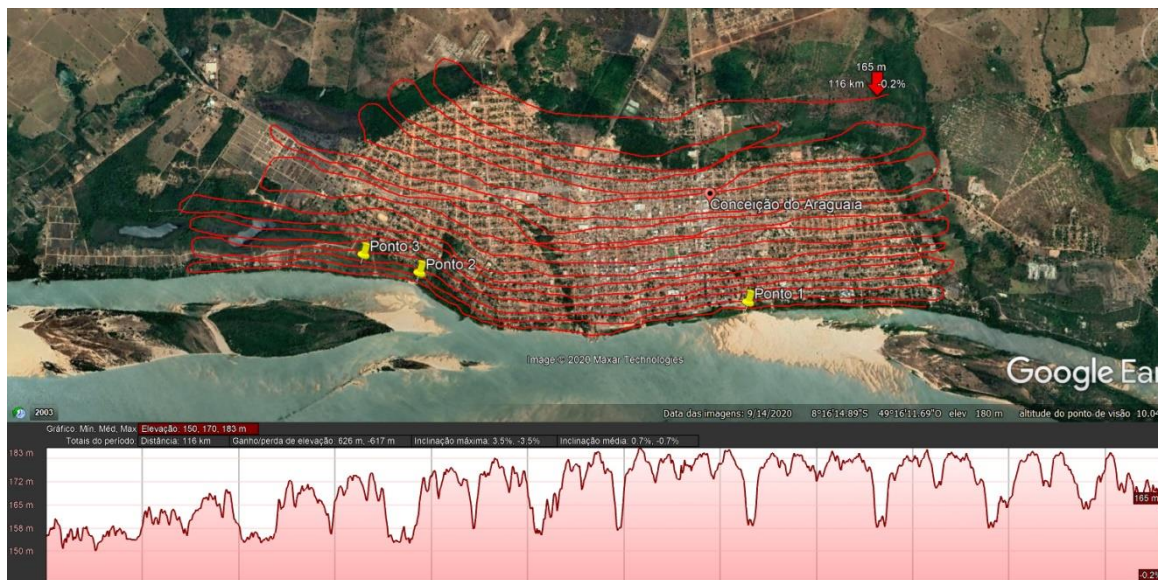 165 m
116 km -0.2%
Conceição do Araguaia
Ponto 3
Ponto 2
Ponto 1
Image © 2020 Maxar Technologies
Google Ear
2003
Data das imagens: 9/14/2020 8°16'14.89"S 49°16'11.69"O elev 180 m altitude do ponto de visão 10.04
Gráfico: Mín. Méd, Max Elevação: 150, 170, 183 m
Totais do período: Distância: 116 km Ganho/perda de elevação: 626 m, -617 m Inclinação máxima: 3.5%, -3.5% Inclinação média: 0.7%, -0.7%
183 m
172 m
165 m
165 m
158 m
150 m
-0.2%